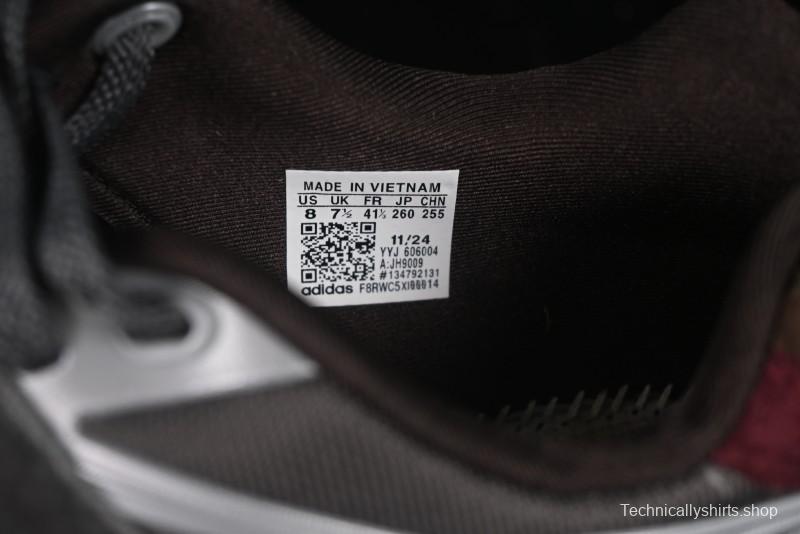 MADE IN VIETNAM
US UK FR JP CHN
8 7½ 41⅓ 260 255
11/24
YYJ 606004
A:JH9009
#134792131
adidas
Technicallyshirts.shop